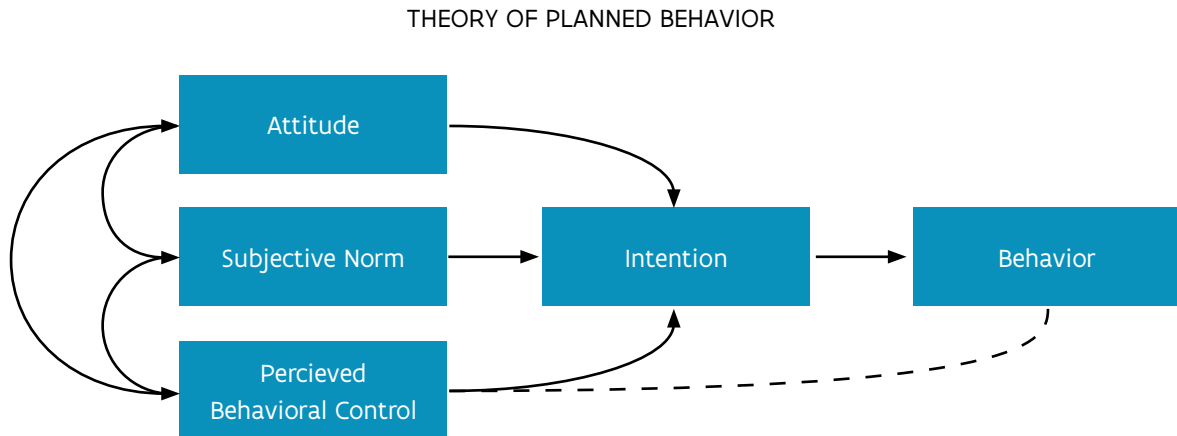 THEORY OF PLANNED BEHAVIOR
Attitude
Subjective Norm
Intention
Behavior
Percieved
Behavioral Control